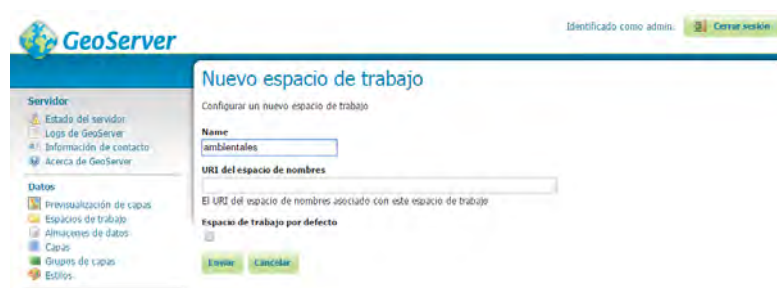 GeoServer
Identificado como admin.
Cerrar sesión
Servidor
Estado del servidor
Logs de GeoServer
Información de contacto
Acerca de GeoServer
Datos
Previsualización de capas
Espacios de trabajo
Almacenes de datos
Capas
Grupos de capas
Estilos
Nuevo espacio de trabajo
Configurar un nuevo espacio de trabajo
Name
ambientales
URI del espacio de nombres
El URI del espacio de nombres asociado con este espacio de trabajo
Espacio de trabajo por defecto
Enviar
Cancelar